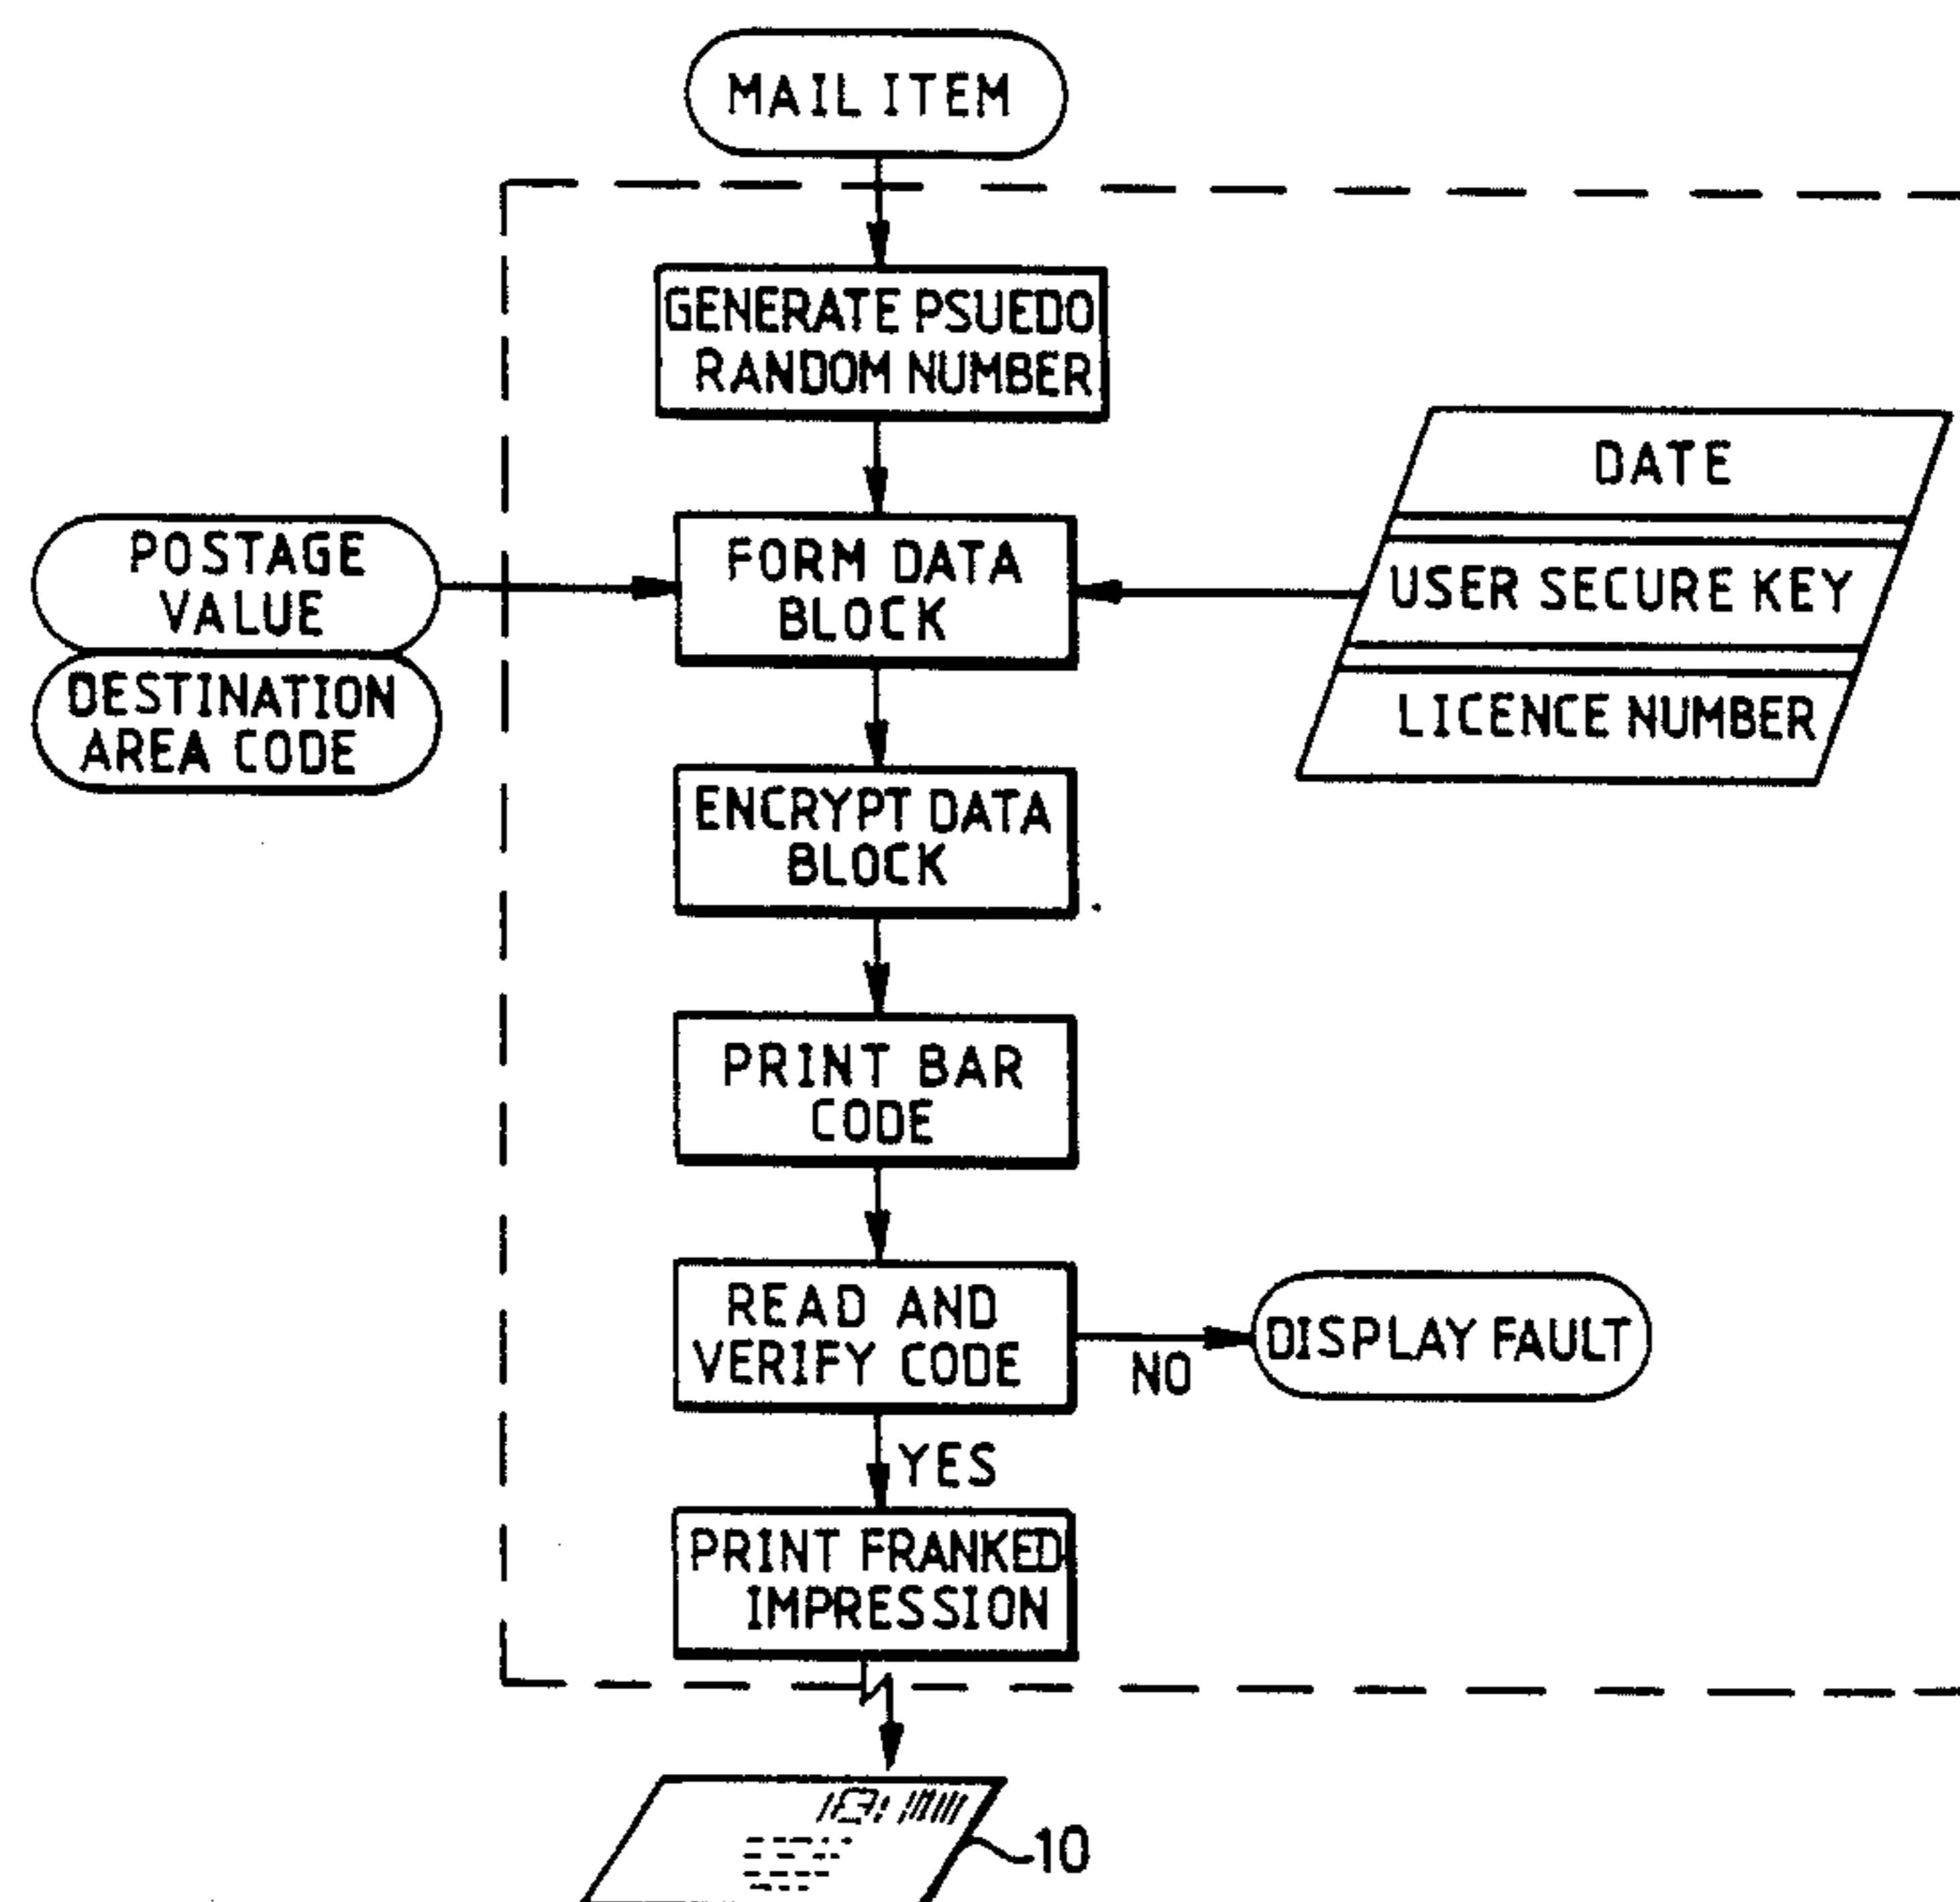 MAIL ITEM
GENERATE PSUEDO
RANDOM NUMBER
POSTAGE
VALUE
DESTINATION
AREA CODE
FORM DATA
BLOCK
DATE
USER SECURE KEY
LICENCE NUMBER
ENCRYPT DATA
BLOCK
PRINT BAR
CODE
READ AND
VERIFY CODE
NO
DISPLAY FAULT
YES
PRINT FRANKED
IMPRESSION
10